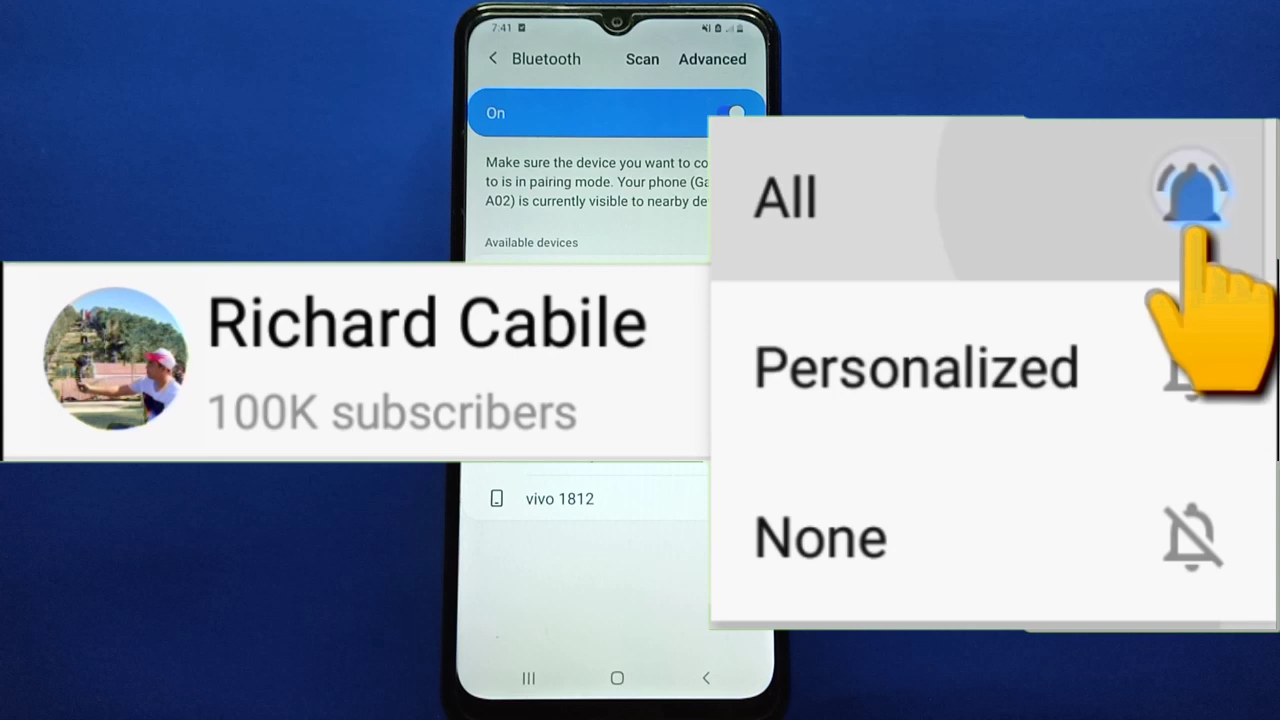 7:41
Bluetooth Scan Advanced
On
Make sure the device you want to co
to is in pairing mode. Your phone (Ga
A02) is currently visible to nearby de
Available devices
Richard Cabile
100K subscribers
vivo 1812
All
Personalized
None